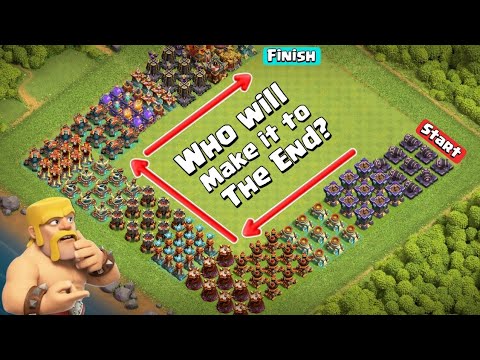 Finish
Who Will
Make it to
The End?
Start